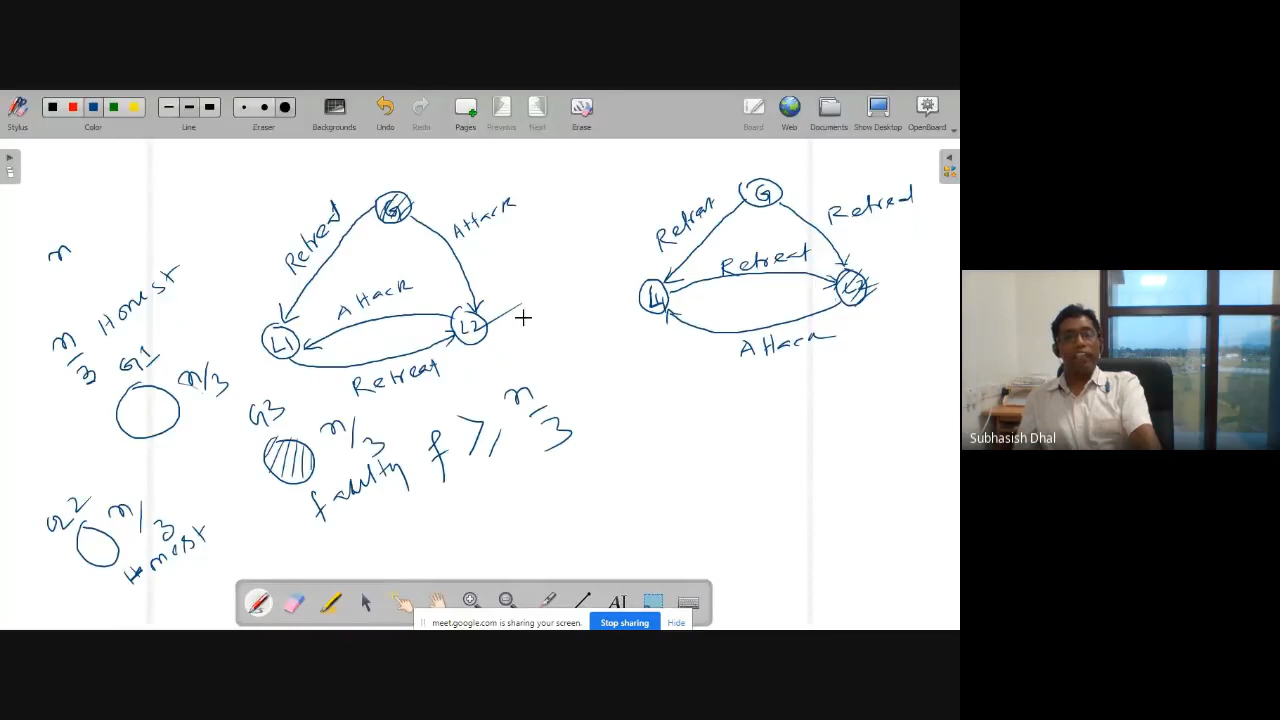 Stylus
Color
Line
Eraser
Backgrounds
Undo
Redo
Pages
Previous
Next
Erase
Board
Web
Documents
Show Desktop
OpenBoard
G
Retreat
Attack
Attack
L1
L2
Retreat
G
Retreat
Retreat
Retreat
L1
L2
Attack
n
n/3 Honest
G1
n/3
G2
n/3
Honest
G3
n/3
faulty f ≥ n/3
Subhasish Dhal
meet.google.com is sharing your screen.
Stop sharing
Hide